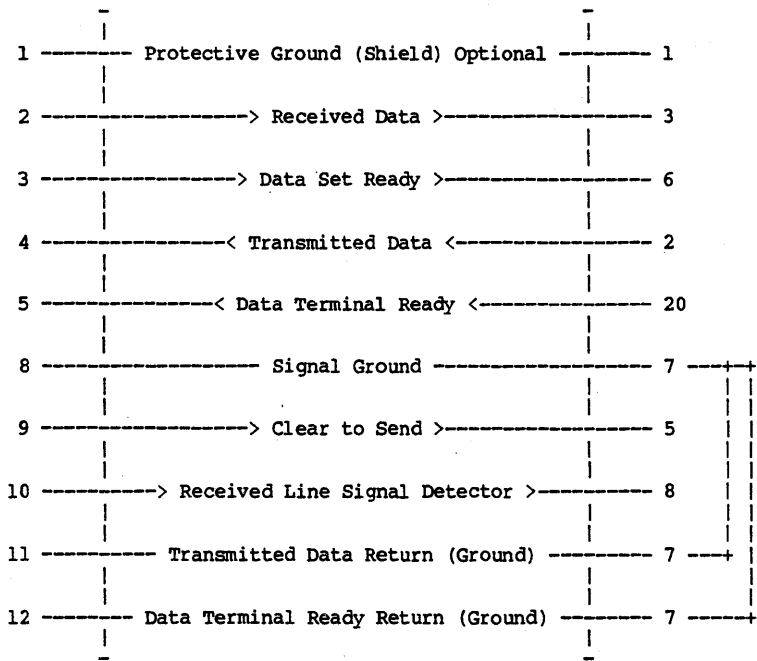 1 ------- Protective Ground (Shield) Optional ------- 1
2 ----------------> Received Data >---------------- 3
3 ---------------> Data Set Ready >---------------- 6
4 --------------< Transmitted Data <--------------- 2
5 -------------< Data Terminal Ready <------------- 20
8 ----------------- Signal Ground ----------------- 7 ---+-+
9 ----------------> Clear to Send >---------------- 5
10 ---------> Received Line Signal Detector >--------- 8
11 --------- Transmitted Data Return (Ground) -------- 7 ---+
12 ------- Data Terminal Ready Return (Ground) ------- 7 -----+